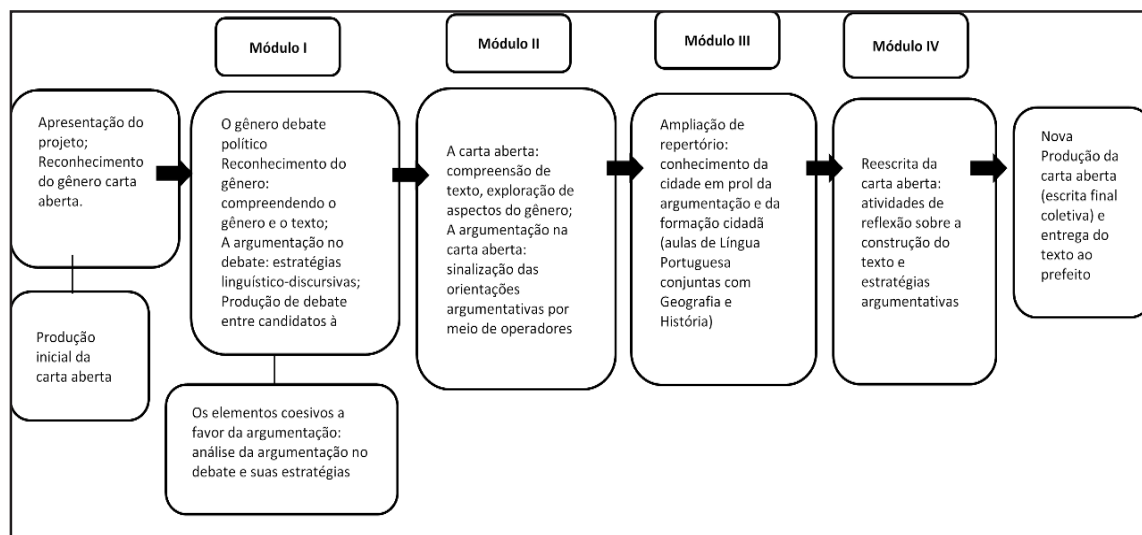 Módulo I
Módulo II
Módulo III
Módulo IV
Apresentação do
projeto;
Reconhecimento
do gênero carta
aberta.
Produção
inicial da
carta aberta
O gênero debate
político
Reconhecimento do
gênero:
compreendendo o
gênero e o texto;
A argumentação no
debate: estratégias
linguístico-discursivas;
Produção de debate
entre candidatos à
Os elementos coesivos a
favor da argumentação:
análise da argumentação no
debate e suas estratégias
A carta aberta:
compreensão de
texto, exploração de
aspectos do gênero;
A argumentação na
carta aberta:
sinalização das
orientações
argumentativas por
meio de operadores
Ampliação de
repertório:
conhecimento da
cidade em prol da
argumentação e da
formação cidadã
(aulas de Língua
Portuguesa
conjuntas com
Geografia e
História)
Reescrita da
carta aberta:
atividades de
reflexão sobre a
construção do
texto e
estratégias
argumentativas
Nova
Produção da
carta aberta
(escrita final
coletiva) e
entrega do
texto ao
prefeito